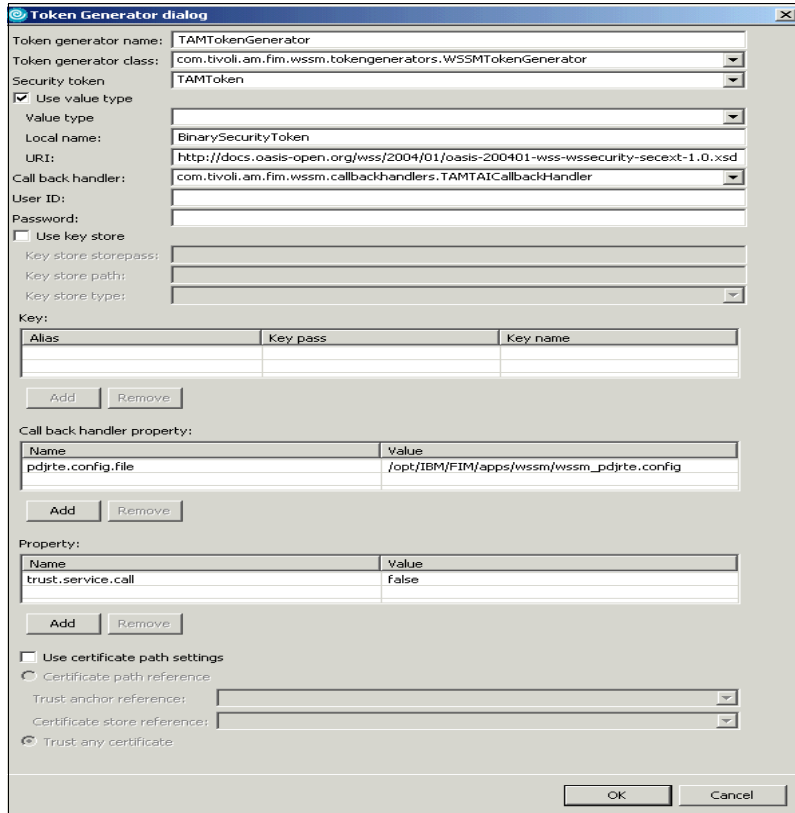 Token Generator dialog
Token generator name: TAMTokenGenerator
Token generator class: com.tivoli.am.fim.wssm.tokengenerators.WSSMTokenGenerator
Security token TAMToken
Use value type
Value type
Local name: BinarySecurityToken
URI: http://docs.oasis-open.org/wss/2004/01/oasis-200401-wss-wssecurity-secext-1.0.xsd
Call back handler: com.tivoli.am.fim.wssm.callbackhandlers.TAMTAICallbackHandler
User ID:
Password:
Use key store
Key store storepass:
Key store path:
Key store type:
Key:
Alias Key pass Key name
Add Remove
Call back handler property:
Name Value
pdjrte.config.file /opt/IBM/FIM/apps/wssm/wssm_pdjrte.config
Add Remove
Property:
Name Value
trust.service.call false
Add Remove
Use certificate path settings
Certificate path reference
Trust anchor reference:
Certificate store reference:
Trust any certificate
OK Cancel